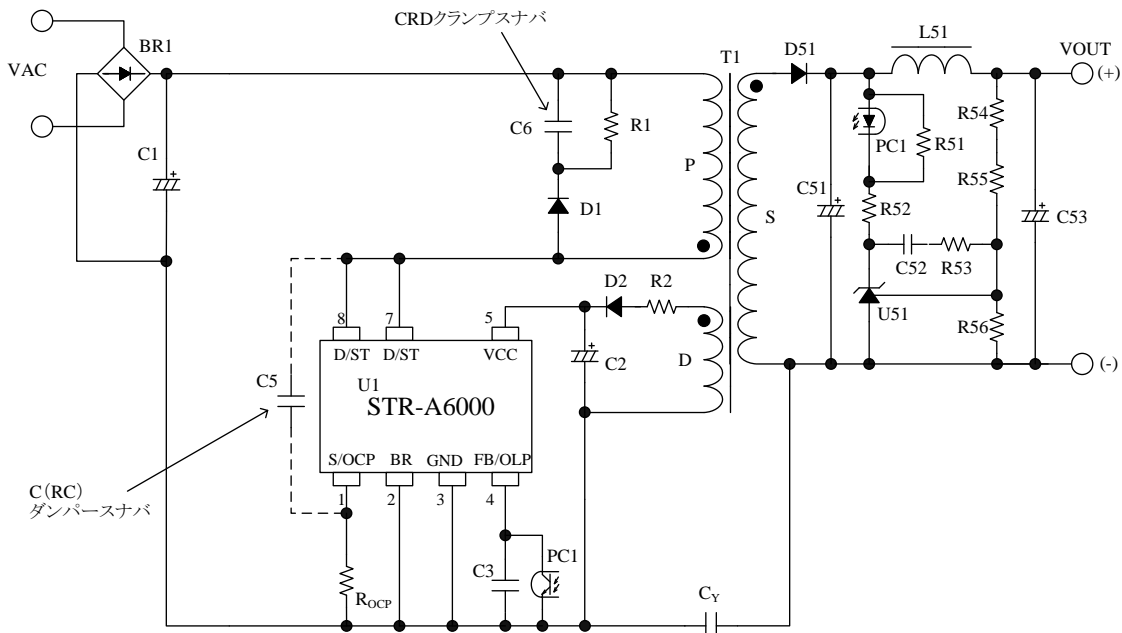 CRDクランプスナバ
BR1
VAC
C1
C6
R1
D1
T1
P
S
D51
L51
VOUT
(+)
PC1
R51
R54
R55
C51
R52
C53
C52
R53
U51
R56
(-)
D2
R2
C2
D
8
7
5
D/ST
D/ST
VCC
U1
STR-A6000
C5
S/OCP
BR
GND
FB/OLP
1
2
3
4
C(RC)
ダンパースナバ
ROCP
C3
PC1
CY